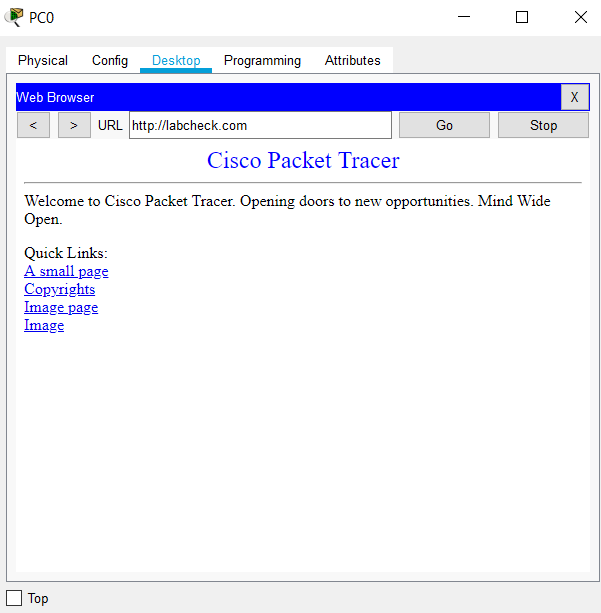 PC0
Physical Config Desktop Programming Attributes
Web Browser X
< > URL http://labcheck.com Go Stop
Cisco Packet Tracer
Welcome to Cisco Packet Tracer. Opening doors to new opportunities. Mind Wide
Open.
Quick Links:
A small page
Copyrights
Image page
Image
Top